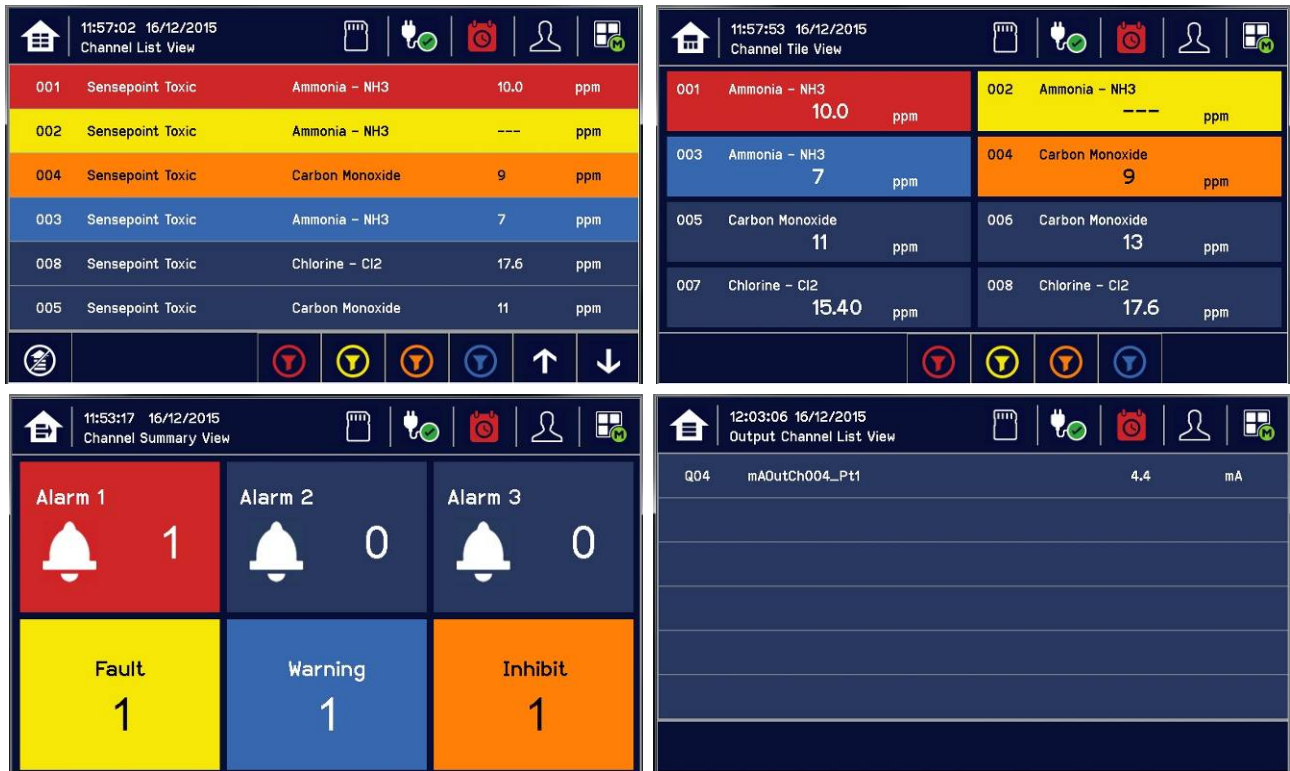 11:57:02 16/12/2015
Channel List View
M
001 Sensepoint Toxic Ammonia - NH3 10.0 ppm
002 Sensepoint Toxic Ammonia - NH3 --- ppm
004 Sensepoint Toxic Carbon Monoxide 9 ppm
003 Sensepoint Toxic Ammonia - NH3 7 ppm
008 Sensepoint Toxic Chlorine - Cl2 17.6 ppm
005 Sensepoint Toxic Carbon Monoxide 11 ppm
11:57:53 16/12/2015
Channel Tile View
M
001 Ammonia - NH3
10.0 ppm
002 Ammonia - NH3
--- ppm
003 Ammonia - NH3
7 ppm
004 Carbon Monoxide
9 ppm
005 Carbon Monoxide
11 ppm
006 Carbon Monoxide
13 ppm
007 Chlorine - Cl2
15.40 ppm
008 Chlorine - Cl2
17.6 ppm
11:53:17 16/12/2015
Channel Summary View
M
Alarm 1
1
Alarm 2
0
Alarm 3
0
Fault
1
Warning
1
Inhibit
1
12:03:06 16/12/2015
Output Channel List View
M
Q04 mAOutCh004_Pt1 4.4 mA